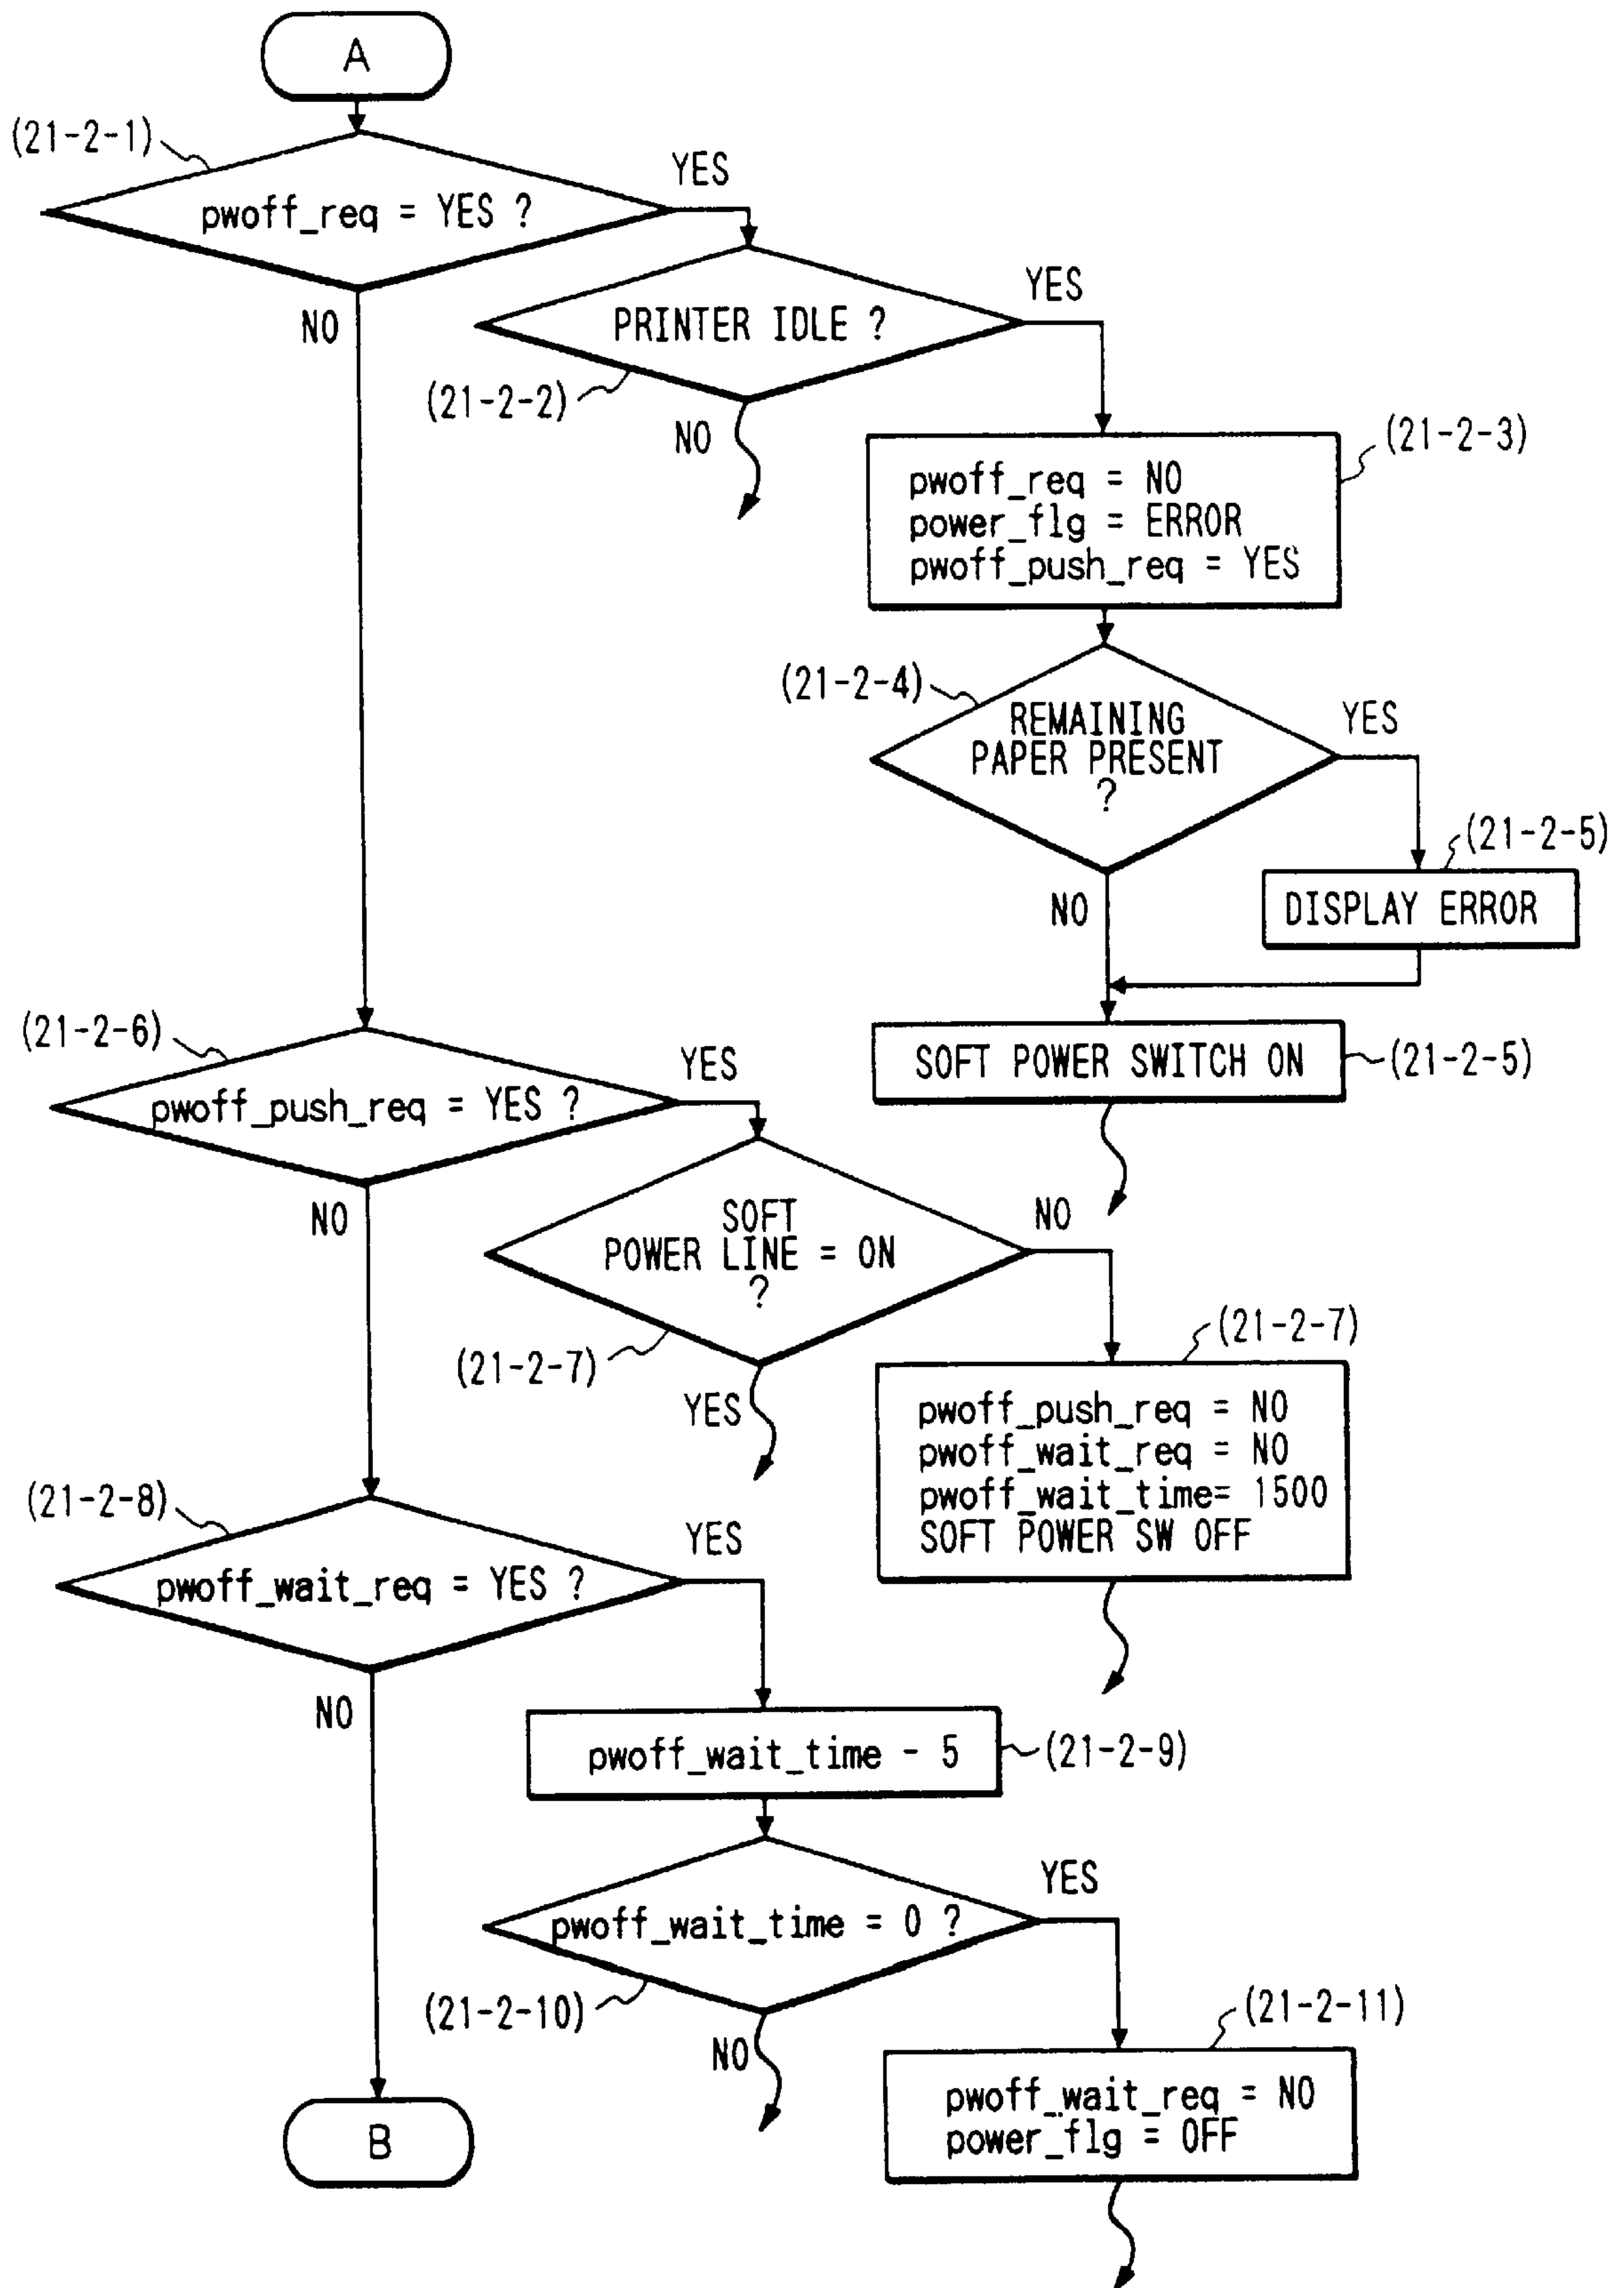 A
(21-2-1)
YES
pwoff_req = YES ?
NO
YES
PRINTER IDLE ?
(21-2-2)
NO
(21-2-3)
pwoff_req = NO
power_flg = ERROR
pwoff_push_req = YES
(21-2-4)
REMAINING
PAPER PRESENT
?
YES
(21-2-5)
DISPLAY ERROR
NO
SOFT POWER SWITCH ON
(21-2-5)
(21-2-6)
YES
pwoff_push_req = YES ?
NO
SOFT
POWER LINE = ON
?
NO
(21-2-7)
YES
(21-2-7)
pwoff_push_req = NO
pwoff_wait_req = NO
pwoff_wait_time= 1500
SOFT POWER SW OFF
(21-2-8)
YES
pwoff_wait_req = YES ?
NO
pwoff_wait_time - 5
(21-2-9)
YES
pwoff_wait_time = 0 ?
(21-2-10)
NO
(21-2-11)
pwoff_wait_req = NO
power_flg = OFF
B